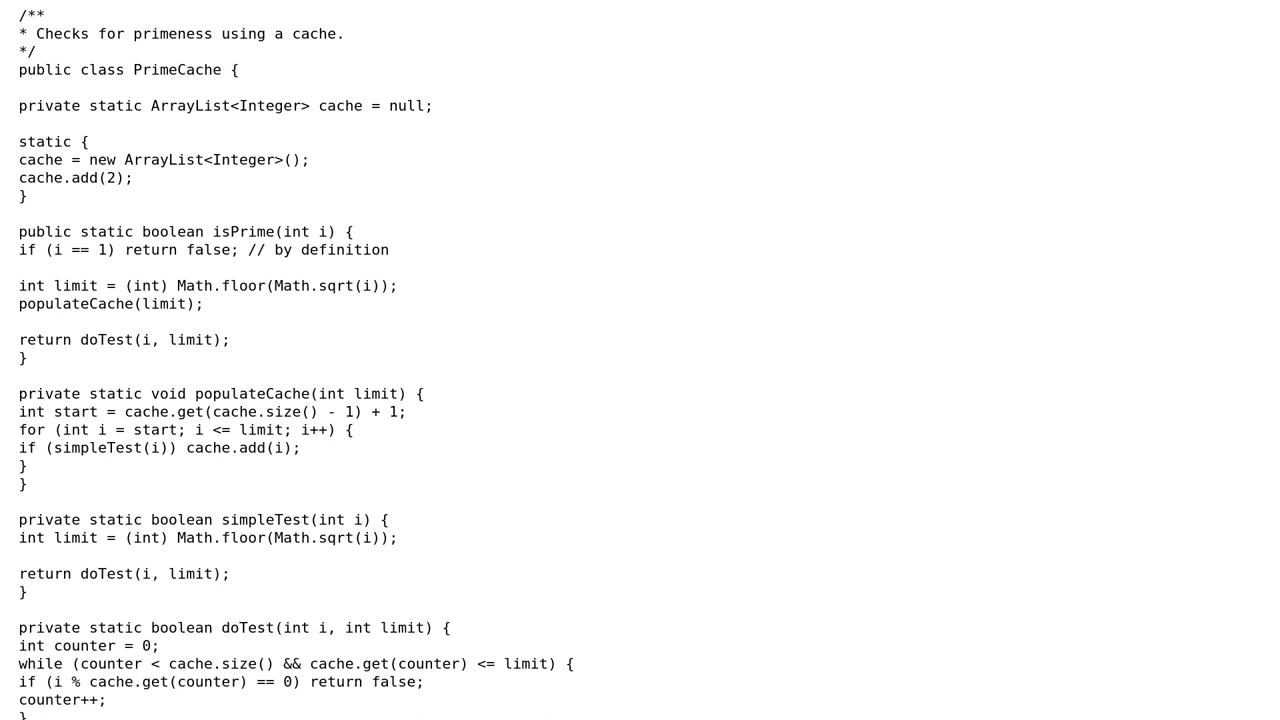 /**
* Checks for primeness using a cache.
*/
public class PrimeCache {
private static ArrayList<Integer> cache = null;
static {
cache = new ArrayList<Integer>();
cache.add(2);
}
public static boolean isPrime(int i) {
if (i == 1) return false; // by definition
int limit = (int) Math.floor(Math.sqrt(i));
populateCache(limit);
return doTest(i, limit);
}
private static void populateCache(int limit) {
int start = cache.get(cache.size() - 1) + 1;
for (int i = start; i <= limit; i++) {
if (simpleTest(i)) cache.add(i);
}
}
private static boolean simpleTest(int i) {
int limit = (int) Math.floor(Math.sqrt(i));
return doTest(i, limit);
}
private static boolean doTest(int i, int limit) {
int counter = 0;
while (counter < cache.size() && cache.get(counter) <= limit) {
if (i % cache.get(counter) == 0) return false;
counter++;
}